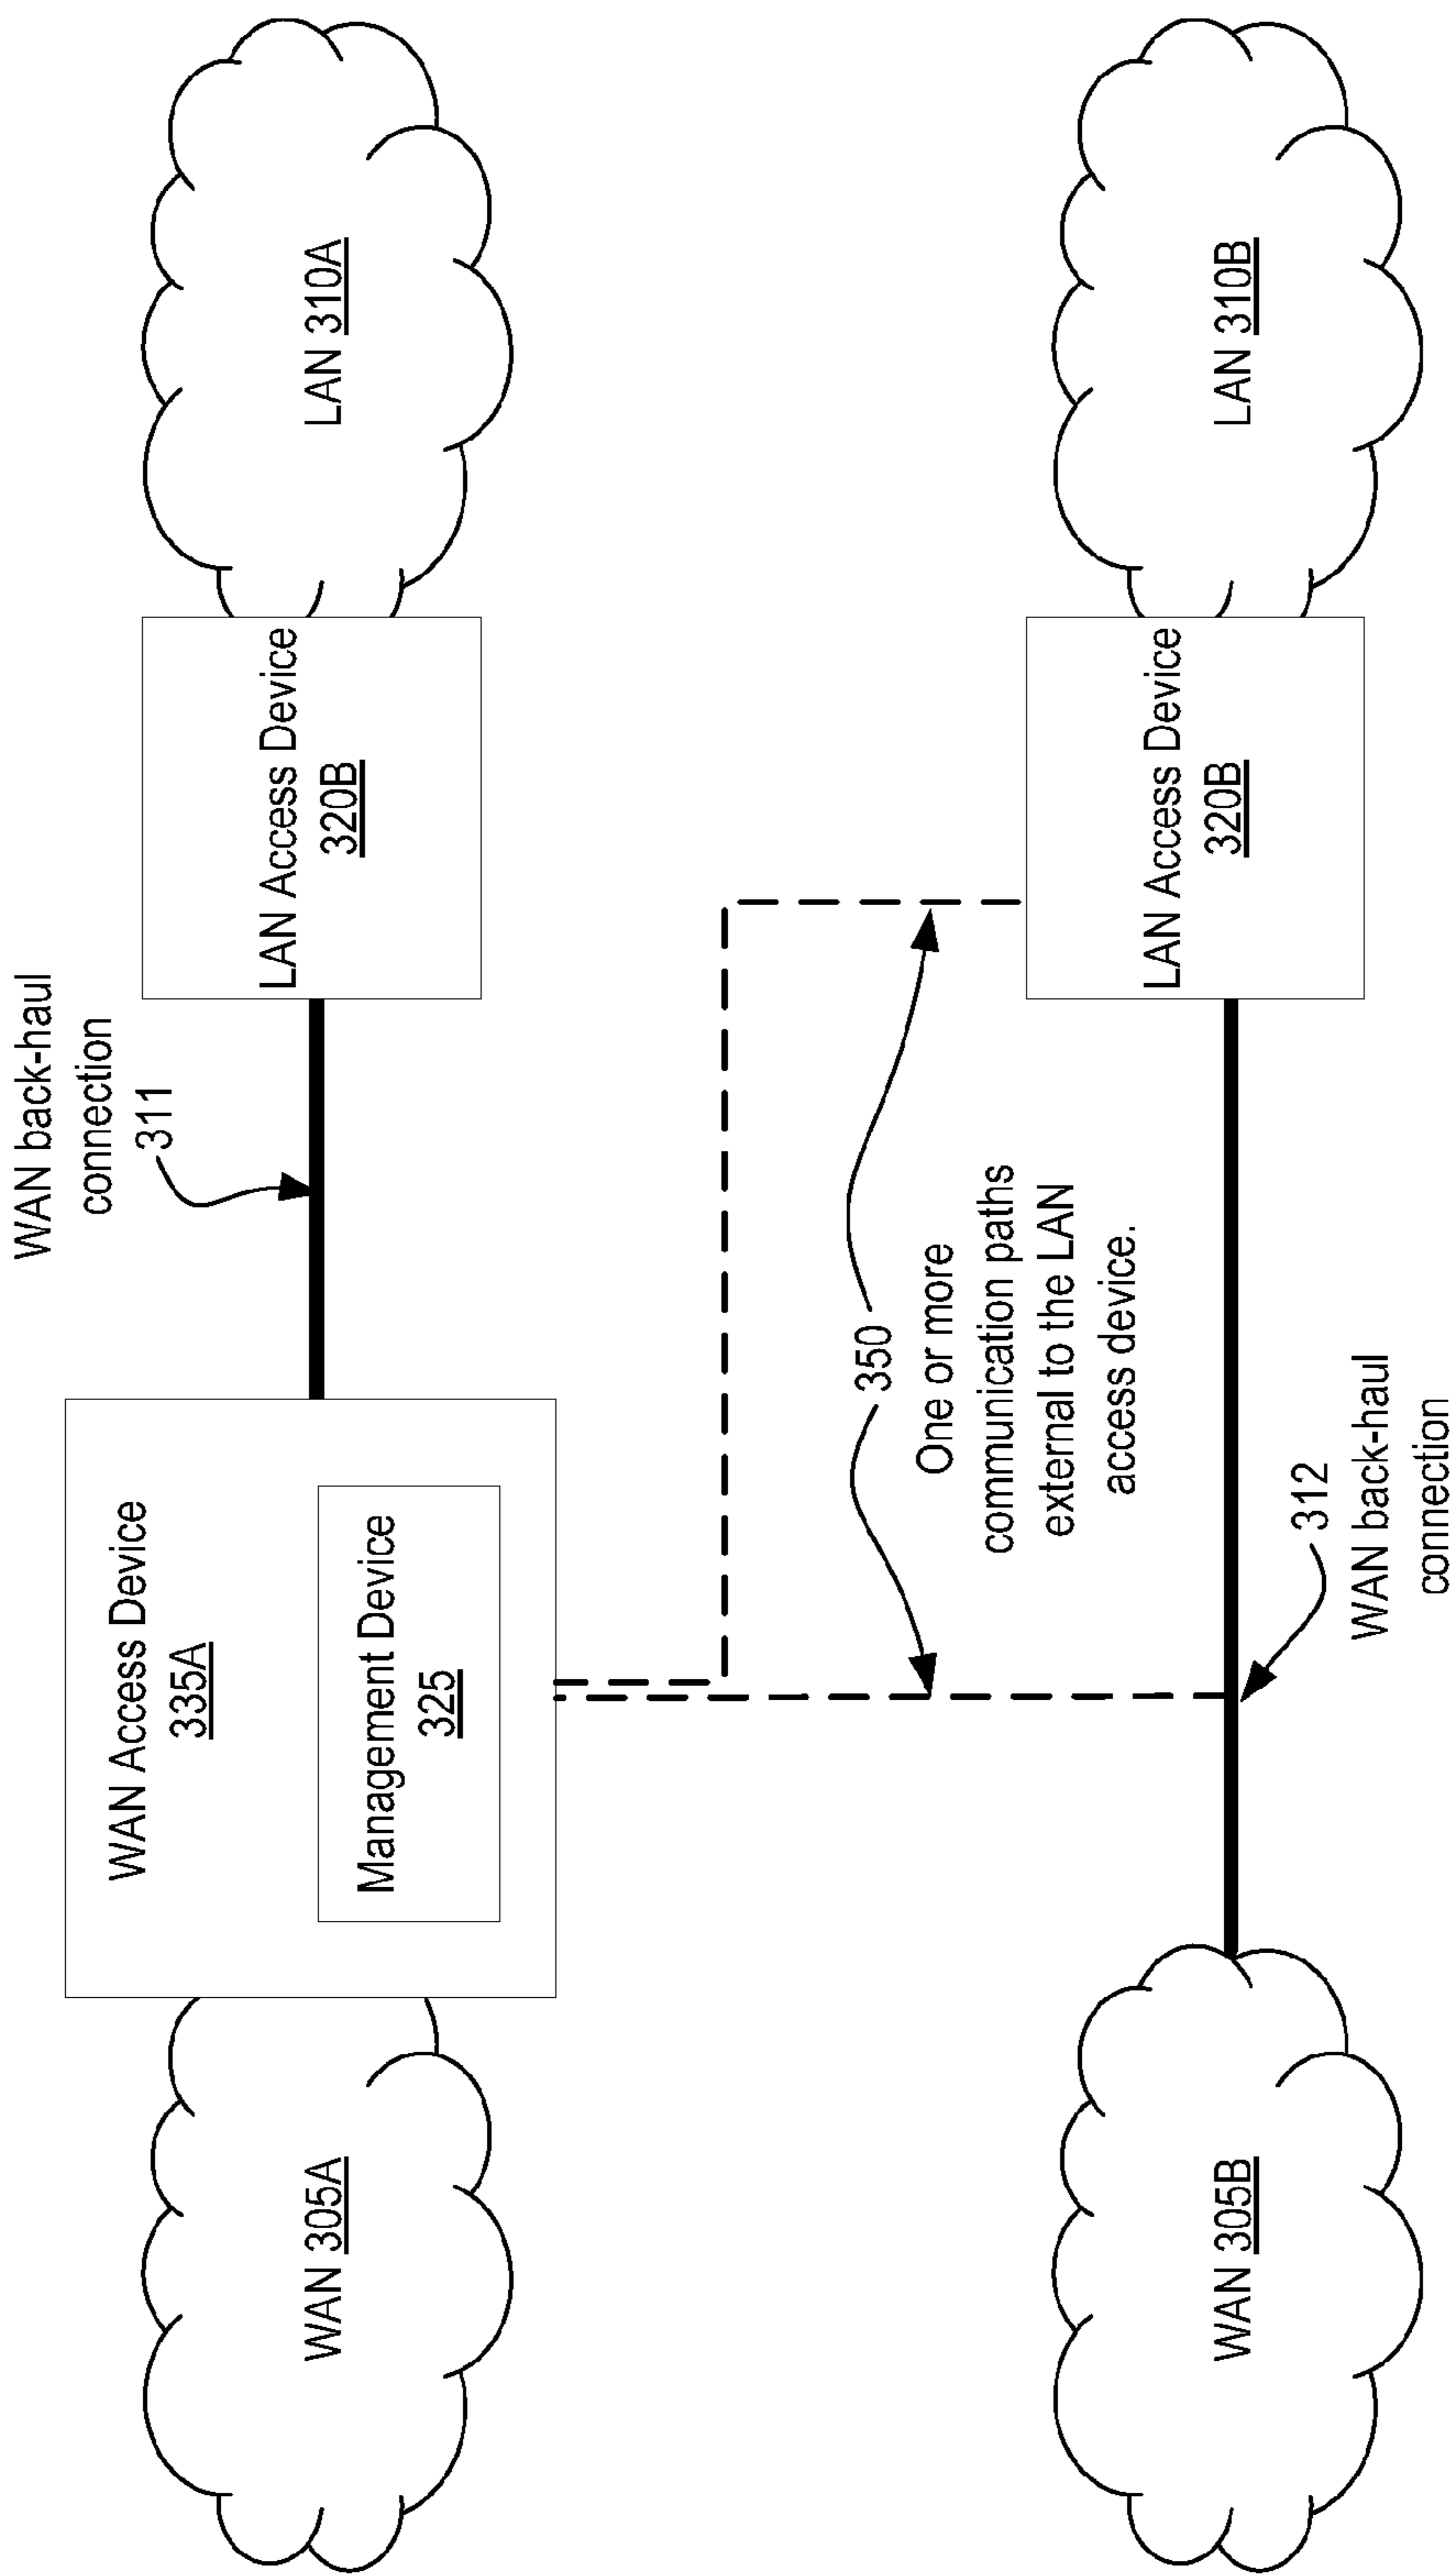 WAN 305A
WAN Access Device
335A
Management Device
325
WAN back-haul
connection
311
LAN Access Device
320B
LAN 310A
350
One or more
communication paths
external to the LAN
access device.
WAN 305B
312
WAN back-haul
connection
LAN Access Device
320B
LAN 310B